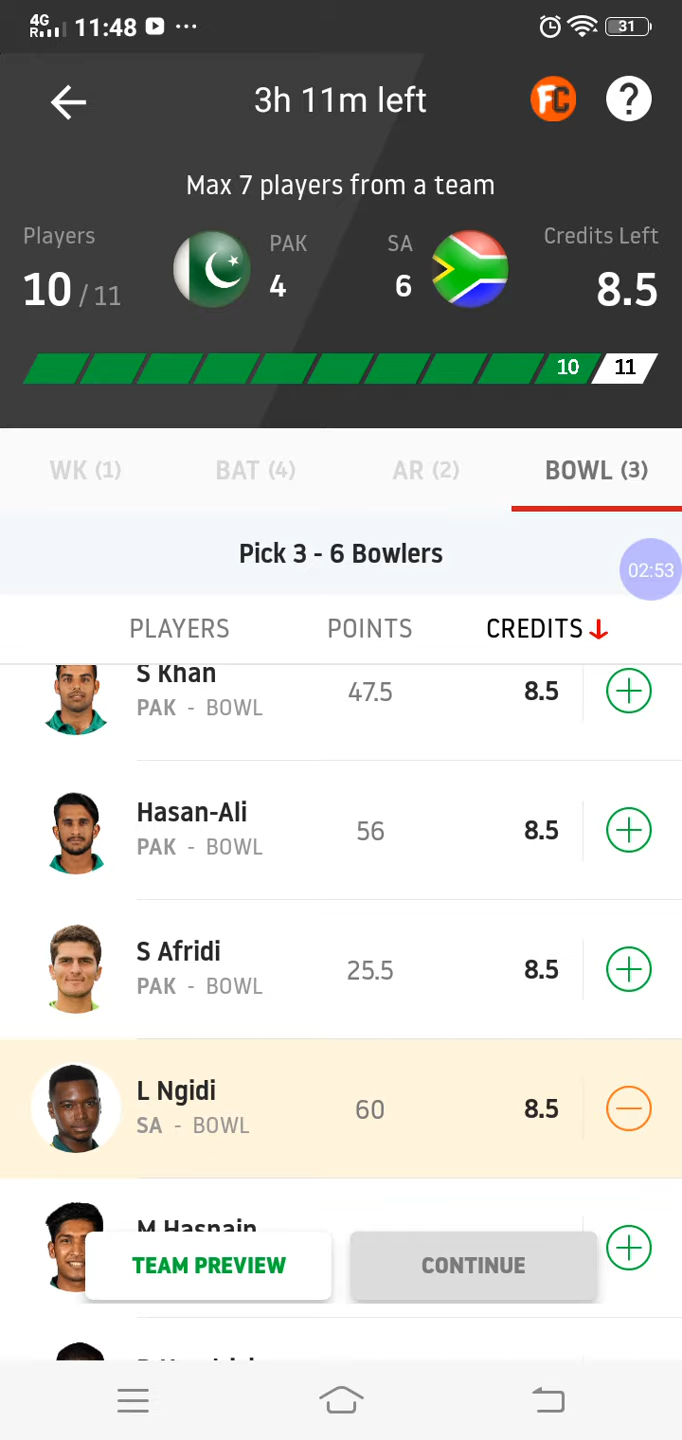 4G
R
11:48
31
3h 11m left
FC
?
Max 7 players from a team
Players
PAK
SA
Credits Left
10 / 11
4
6
8.5
10
11
WK (1)
BAT (4)
AR (2)
BOWL (3)
Pick 3 - 6 Bowlers
02:53
PLAYERS
POINTS
CREDITS
S Khan
PAK - BOWL
47.5
8.5
Hasan-Ali
PAK - BOWL
56
8.5
S Afridi
PAK - BOWL
25.5
8.5
L Ngidi
SA - BOWL
60
8.5
M Hasnain
TEAM PREVIEW
CONTINUE